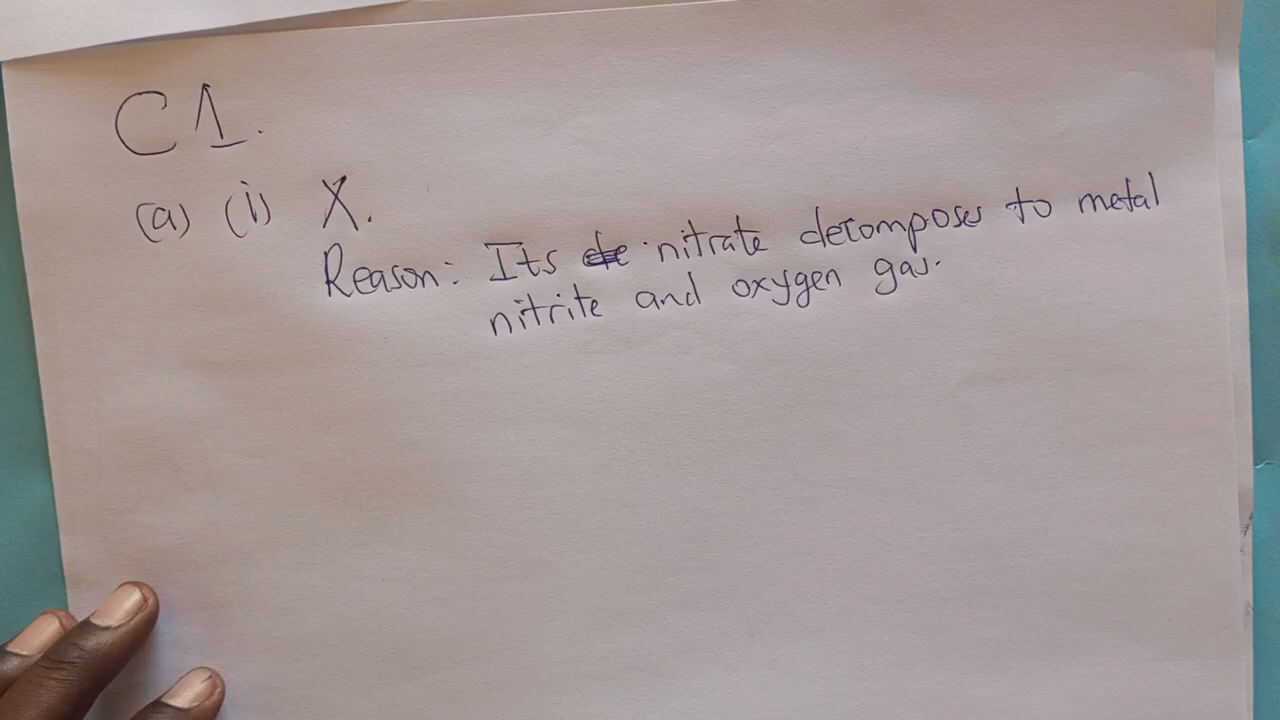 C1.
(a) (i) X.
Reason: Its nitrate decomposes to metal
nitrite and oxygen gas.